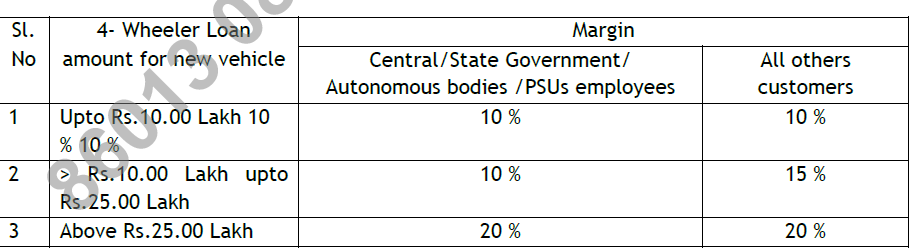 Sl. No | 4- Wheeler Loan amount for new vehicle | Margin
Central/State Government/ Autonomous bodies /PSUs employees | All others customers
1 | Upto Rs.10.00 Lakh 10 % 10 % | 10 % | 10 %
2 | > Rs.10.00 Lakh upto Rs.25.00 Lakh | 10 % | 15 %
3 | Above Rs.25.00 Lakh | 20 % | 20 %
86013